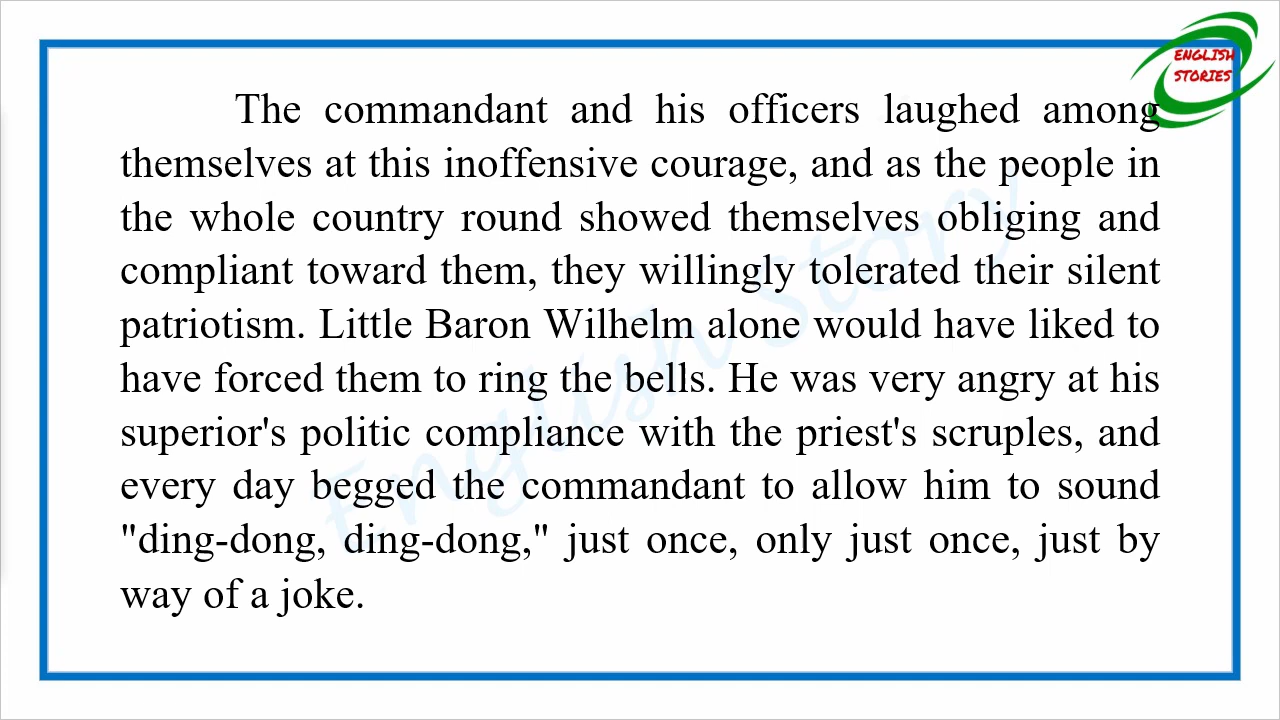 ENGLISH
STORIES
The commandant and his officers laughed among
themselves at this inoffensive courage, and as the people in
the whole country round showed themselves obliging and
compliant toward them, they willingly tolerated their silent
patriotism. Little Baron Wilhelm alone would have liked to
have forced them to ring the bells. He was very angry at his
superior's politic compliance with the priest's scruples, and
every day begged the commandant to allow him to sound
"ding-dong, ding-dong," just once, only just once, just by
way of a joke.
English Story